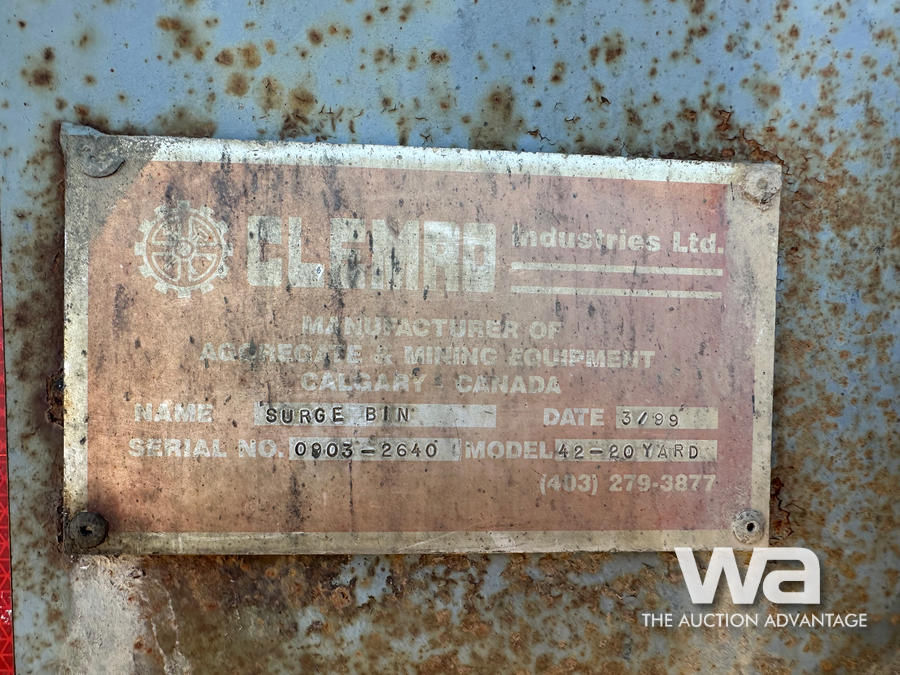 CLEMRO Industries Ltd.
MANUFACTURER OF
AGGREGATE & MINING EQUIPMENT
CALGARY - CANADA
NAME SURGE BIN DATE 3/99
SERIAL NO. 0903-2640 MODEL 42-20 YARD
(403) 279-3877
wa
THE AUCTION ADVANTAGE